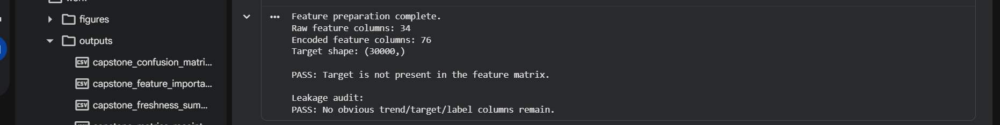 figures
outputs
capstone_confusion_matri...
capstone_feature_importa...
capstone_freshness_sum...
Feature preparation complete.
Raw feature columns: 34
Encoded feature columns: 76
Target shape: (30000,)
PASS: Target is not present in the feature matrix.
Leakage audit:
PASS: No obvious trend/target/label columns remain.